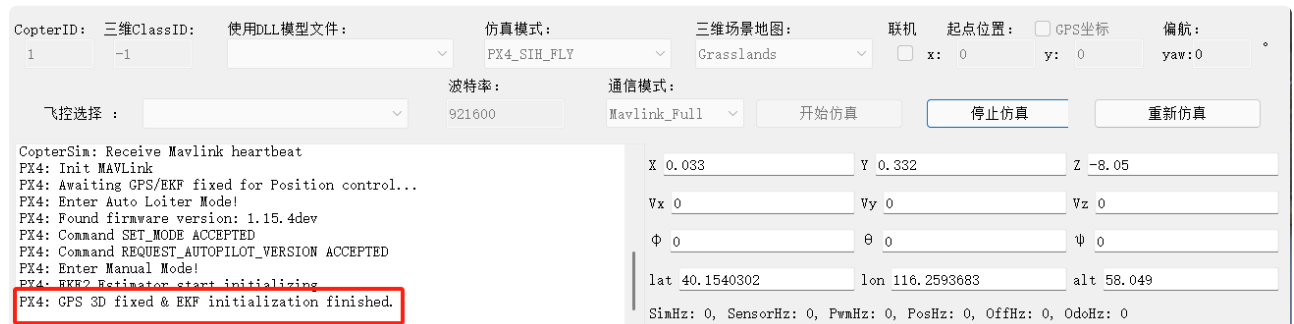 CopterID: 三维ClassID: 使用DLL模型文件: 仿真模式: 三维场景地图: 联机 起点位置: GPS坐标 偏航:
1 -1 PX4_SIH_FLY Grasslands x: 0 y: 0 yaw:0 °
波特率: 通信模式:
飞控选择 : 921600 Mavlink_Full 开始仿真 停止仿真 重新仿真
CopterSim: Receive Mavlink heartbeat
PX4: Init MAVLink
PX4: Awaiting GPS/EKF fixed for Position control...
PX4: Enter Auto Loiter Mode!
PX4: Found firmware version: 1.15.4dev
PX4: Command SET_MODE ACCEPTED
PX4: Command REQUEST_AUTOPILOT_VERSION ACCEPTED
PX4: Enter Manual Mode!
PX4: EKF2 Estimator start initializing
PX4: GPS 3D fixed & EKF initialization finished.
X 0.033 Y 0.332 Z -8.05
Vx 0 Vy 0 Vz 0
Φ 0 θ 0 ψ 0
lat 40.1540302 lon 116.2593683 alt 58.049
SimHz: 0, SensorHz: 0, PwmHz: 0, PosHz: 0, OffHz: 0, OdoHz: 0